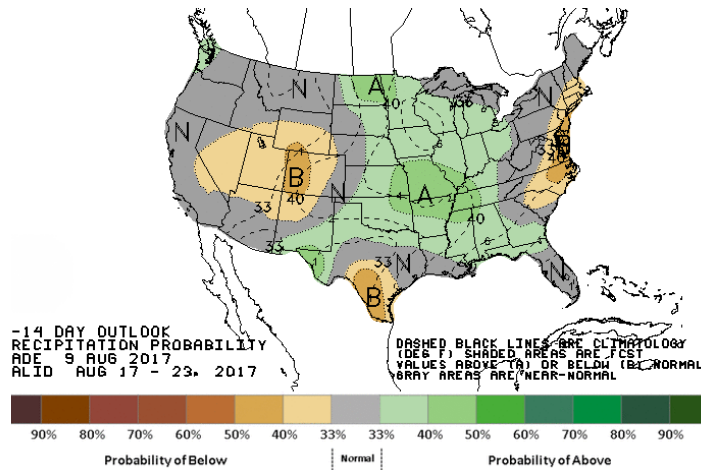 N
A
40
36
N
N
B
40
33
N
A
40
33
33
N
B
N
B
33
40
-14 DAY OUTLOOK
RECIPITATION PROBABILITY
ADE 9 AUG 2017
ALID AUG 17 - 23, 2017
DASHED BLACK LINES ARE CLIMATOLOGY
(DEG F) SHADED AREAS ARE FCST
VALUES ABOVE (A) OR BELOW (B) NORMAL
GRAY AREAS ARE NEAR-NORMAL
90% 80% 70% 60% 50% 40% 33% 33% 40% 50% 60% 70% 80% 90%
Probability of Below Normal Probability of Above